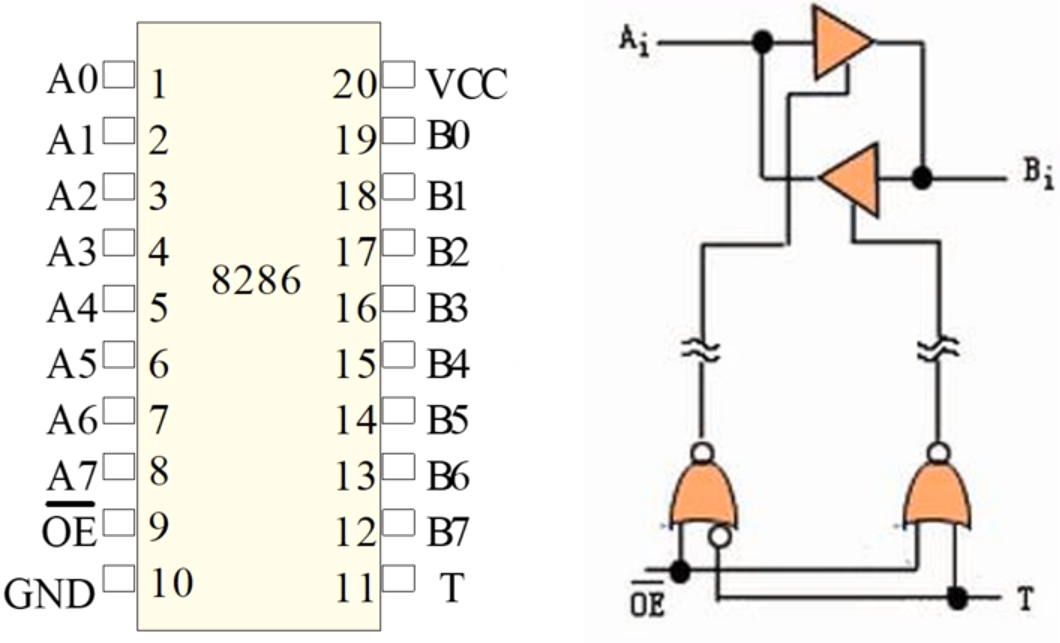 A0 1 20 VCC
A1 2 19 B0
A2 3 18 B1
A3 4 17 B2
8286
A4 5 16 B3
A5 6 15 B4
A6 7 14 B5
A7 8 13 B6
O̅E̅ 9 12 B7
GND 10 11 T
Ai
Bi
O̅E̅
T